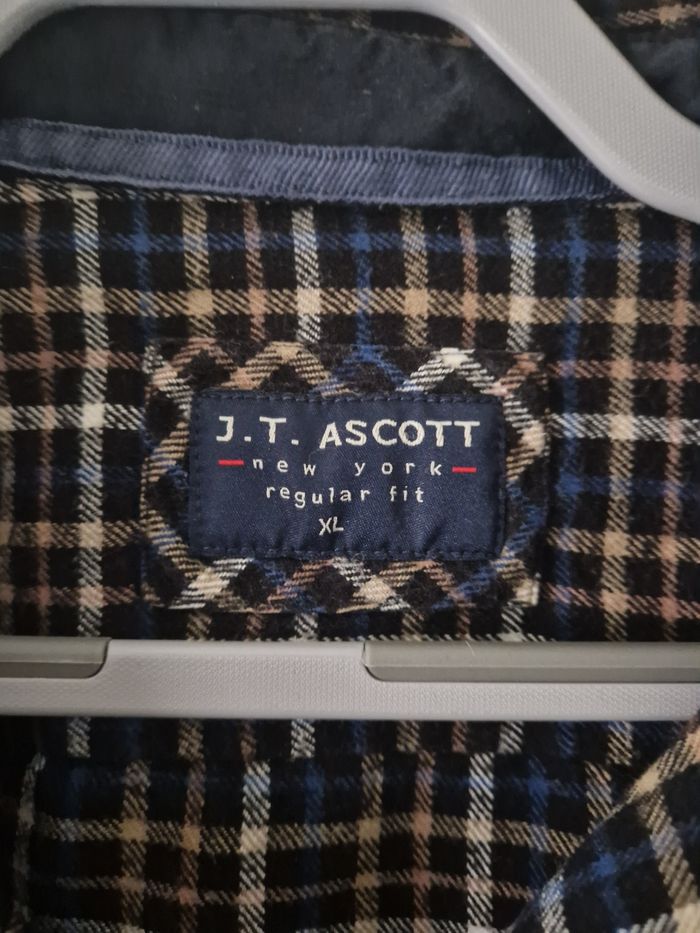 J.T. ASCOTT
new york
regular fit
XL